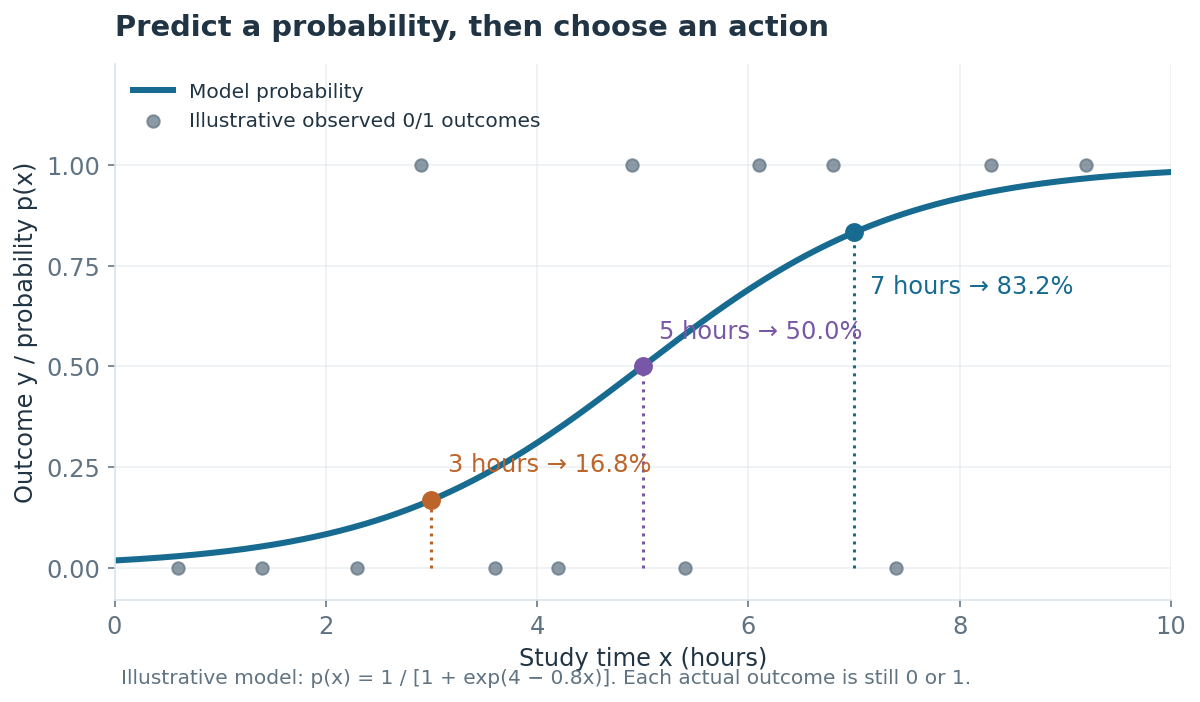 Predict a probability, then choose an action
Model probability
Illustrative observed 0/1 outcomes
Outcome y / probability p(x)
1.00
0.75
0.50
0.25
0.00
7 hours → 83.2%
5 hours → 50.0%
3 hours → 16.8%
0 2 4 6 8 10
Study time x (hours)
Illustrative model: p(x) = 1 / [1 + exp(4 − 0.8x)]. Each actual outcome is still 0 or 1.